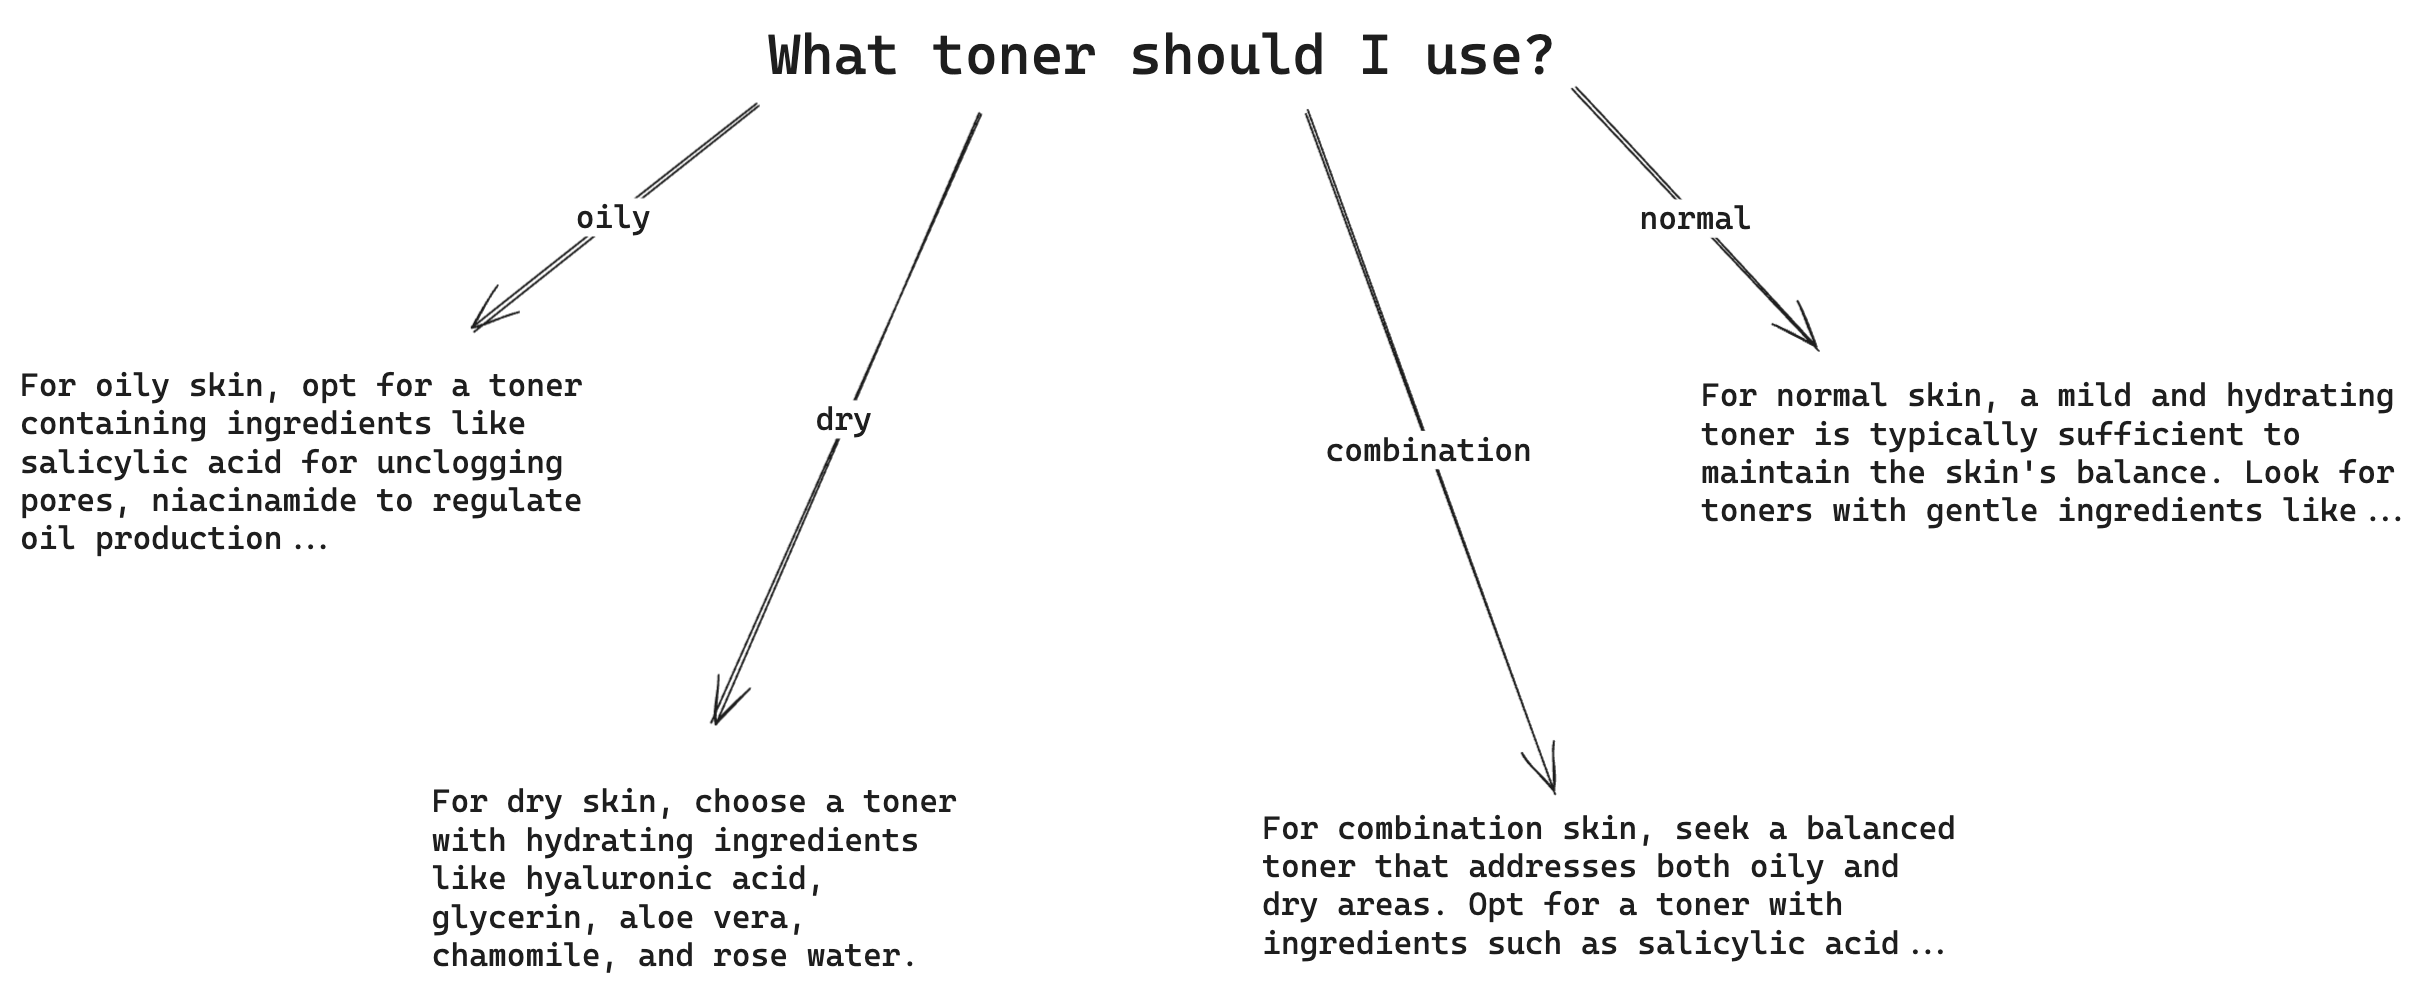 What toner should I use?
oily
normal
dry
combination
For oily skin, opt for a toner
containing ingredients like
salicylic acid for unclogging
pores, niacinamide to regulate
oil production...
For normal skin, a mild and hydrating
toner is typically sufficient to
maintain the skin's balance. Look for
toners with gentle ingredients like...
For dry skin, choose a toner
with hydrating ingredients
like hyaluronic acid,
glycerin, aloe vera,
chamomile, and rose water.
For combination skin, seek a balanced
toner that addresses both oily and
dry areas. Opt for a toner with
ingredients such as salicylic acid...